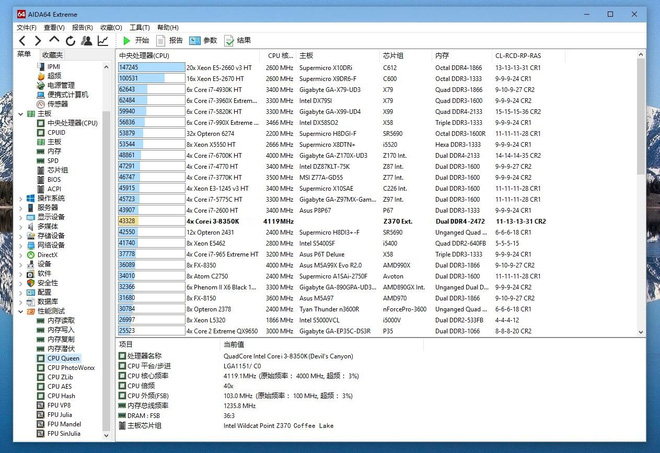 AIDA64 Extreme
文件(F) 查看(V) 报告(R) 收藏(O) 工具(T) 帮助(H)
开始 报告 参数 结果
菜单 收藏夹
IPMI
超频
电源管理
便携式计算机
传感器
主板
中央处理器(CPU)
CPUID
主板
内存
SPD
芯片组
BIOS
ACPI
操作系统
服务器
显示设备
多媒体
存储设备
网络设备
DirectX
设备
软件
安全性
配置
数据库
性能测试
内存读取
内存写入
内存复制
内存潜伏
CPU Queen
CPU PhotoWorxx
CPU ZLib
CPU AES
CPU Hash
FPU VP8
FPU Julia
FPU Mandel
FPU SinJulia
中央处理器(CPU) CPU 核... 主板 芯片组 内存 CL-RCD-RP-RAS
147245 20x Xeon E5-2660 v3 HT 2600 MHz Supermicro X10DRi C612 Octal DDR4-1866 13-13-13-31 CR1
100531 16x Xeon E5-2670 HT 2600 MHz Supermicro X9DR6-F C600 Octal DDR3-1333 9-9-9-24 CR1
62643 6x Core i7-4930K HT 3400 MHz Gigabyte GA-X79-UD3 X79 Quad DDR3-1866 9-10-9-27 CR2
62484 6x Core i7-3960X Extreme... 3300 MHz Intel DX79SI X79 Quad DDR3-1600 9-9-9-24 CR2
59940 6x Core i7-5820K HT 3300 MHz Gigabyte GA-X99-UD4 X99
56836 6x Core i7-990X Extreme ... 3466 MHz Intel DX58SO2 X58 Triple DDR3-1333 9-9-9-24 CR1
53879 32x Opteron 6274 2200 MHz Supermicro H8DGI-F SR5690 Octal DDR3-1600R 11-11-11-28 CR1
53544 8x Xeon X5550 HT 2666 MHz Supermicro X8DTN+ i5520 Hexa DDR3-1333 9-9-9-24 CR1
48861 4x Core i7-6700K HT 4000 MHz Gigabyte GA-Z170X-UD3 Z170 Int. Dual DDR4-2133 14-14-14-35 CR2
47291 4x Core i7-4770 HT 3400 MHz Intel DZ87KLT-75K Z87 Int. Dual DDR3-1600 9-9-9-27 CR2
46747 4x Core i7-3770K HT 3500 MHz MSI Z77A-GD55 Z77 Int. Dual DDR3-1600 9-9-9-24 CR2
45915 4x Xeon E3-1245 v3 HT 3400 MHz Supermicro X10SAE C226 Int. Dual DDR3-1600 11-11-11-28 CR1
45723 4x Core i7-5775C HT 3300 MHz Gigabyte GA-Z97MX-Gam... Z97 Int. Dual DDR3-1600 11-11-11-28 CR1
43907 4x Core i7-2600 HT 3400 MHz Asus P8P67 P67 Dual DDR3-1333 9-9-9-24 CR1
43328 4x Core i3-8350K 4119 MHz Z370 Ext. Dual DDR4-2472 11-13-13-31 CR2
42550 12x Opteron 2431 2400 MHz Supermicro H8DI3+-F SR5690 Unganged Quad ... 6-6-6-18 CR1
41740 8x Xeon E5462 2800 MHz Intel S5400SF i5400 Quad DDR2-640FB 5-5-5-15
37778 4x Core i7-965 Extreme HT 3200 MHz Asus P6T Deluxe X58 Triple DDR3-1333 9-9-9-24 CR1
36089 8x FX-8350 4000 MHz Asus M5A99X Evo R2.0 AMD990X Dual DDR3-1866 9-10-9-27 CR2
34010 8x Atom C2750 2400 MHz Supermicro A1SAi-2750F Avoton Dual DDR3-1600 11-11-11-28 CR1
32366 6x Phenom II X6 Black 1... 3200 MHz Gigabyte GA-890GPA-UD3... AMD890GX Int. Unganged Dual D... 9-9-9-24 CR1
31680 8x FX-8150 3600 MHz Asus M5A97 AMD970 Dual DDR3-1866 9-10-9-27 CR2
30784 8x Opteron 2378 2400 MHz Tyan Thunder n3600R nForcePro-3600 Unganged Quad ... 6-6-6-18 CR1
26997 8x Xeon L5320 1866 MHz Intel S5000VCL i5000V Dual DDR2-533FB 4-4-4-12
25523 4x Core 2 Extreme QX9650 3000 MHz Gigabyte GA-EP35C-DS3R P35 Dual DDR3-1066 8-8-8-20 CR2
项目 当前值
处理器名称 QuadCore Intel Core i3-8350K (Devil's Canyon)
CPU 平台/步进 LGA1151/ C0
CPU 核心频率 4119.1MHz (原始频率： 4000 MHz, 超频： 3%)
CPU 倍频 40x
CPU 外频(FSB) 103.0 MHz (原始频率： 100 MHz, 超频： 3%)
内存总线频率 1235.8 MHz
DRAM : FSB 36:3
主板芯片组 Intel Wildcat Point Z370 Coffee Lake